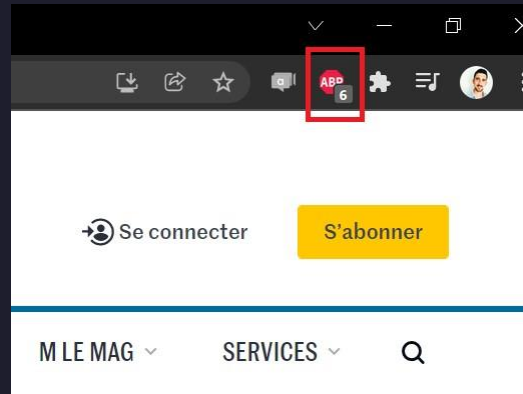 ABP
6
Se connecter
S'abonner
M LE MAG
SERVICES